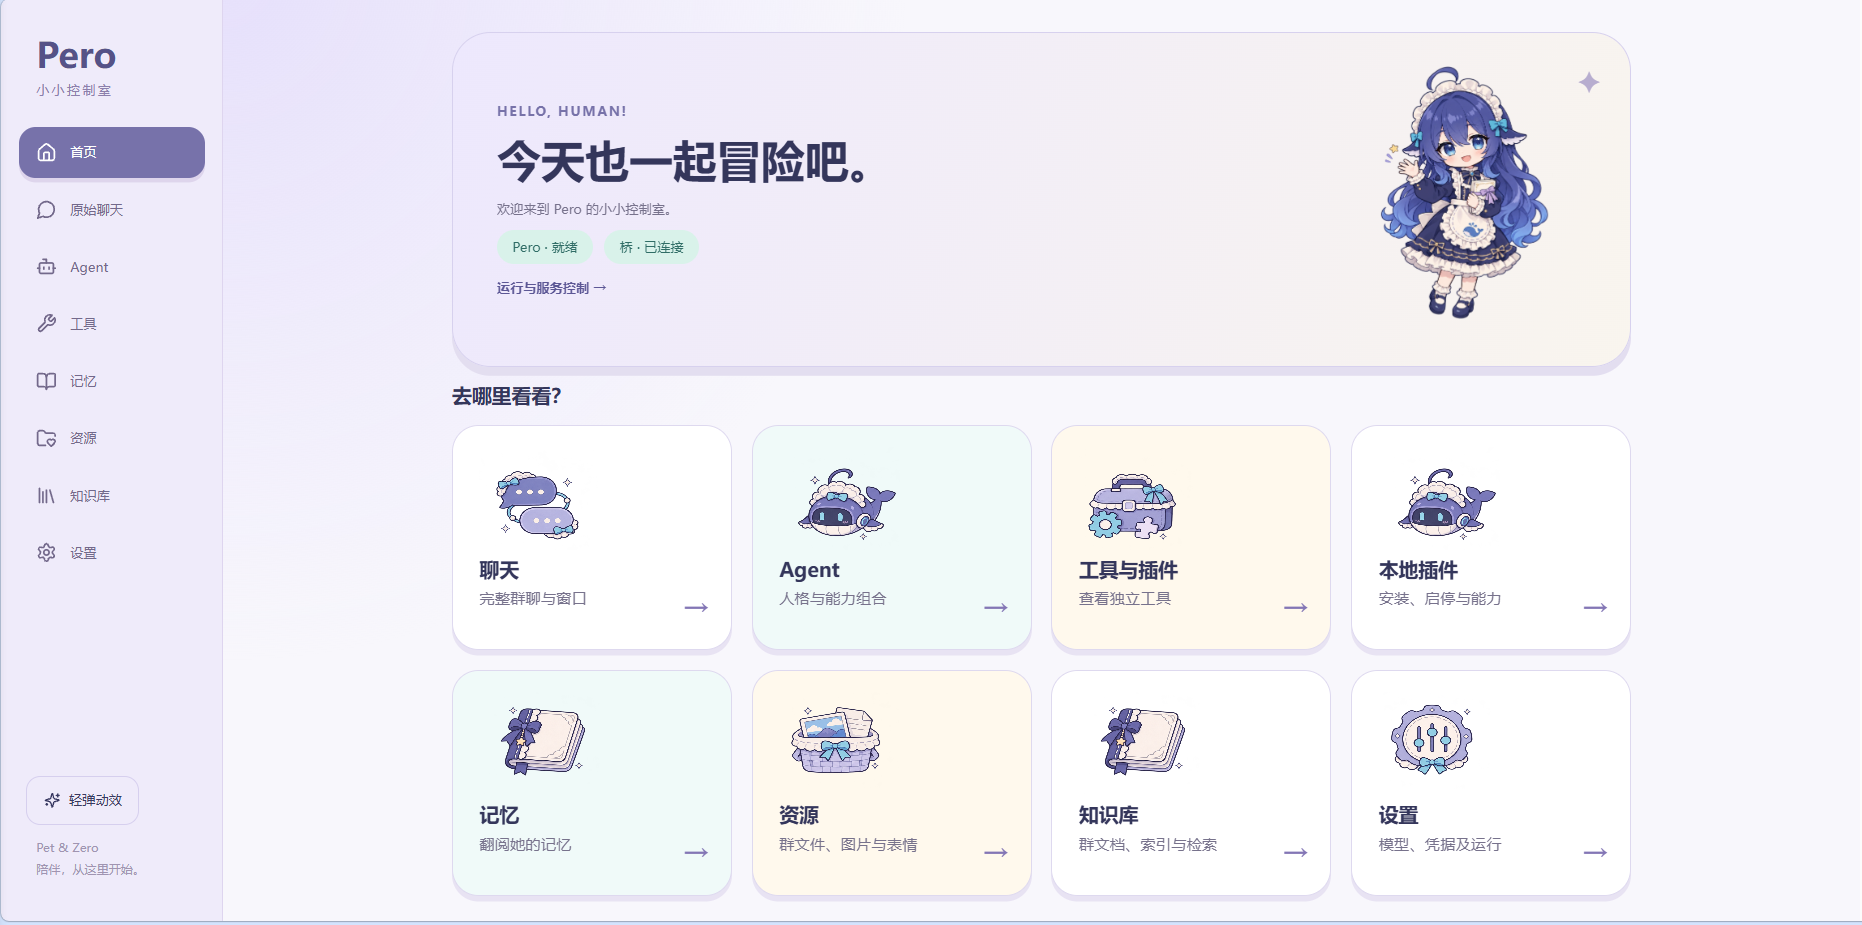 Pero
小小控制室
首页
原始聊天
Agent
工具
记忆
资源
知识库
设置
轻弹动效
Pet & Zero
陪伴，从这里开始。
HELLO, HUMAN!
今天也一起冒险吧。
欢迎来到 Pero 的小小控制室。
Pero · 就绪
桥 · 已连接
运行与服务控制 →
去哪里看看？
聊天
完整群聊与窗口
→
Agent
人格与能力组合
→
工具与插件
查看独立工具
→
本地插件
安装、启停与能力
→
记忆
翻阅她的记忆
→
资源
群文件、图片与表情
→
知识库
群文档、索引与检索
→
设置
模型、凭据及运行
→